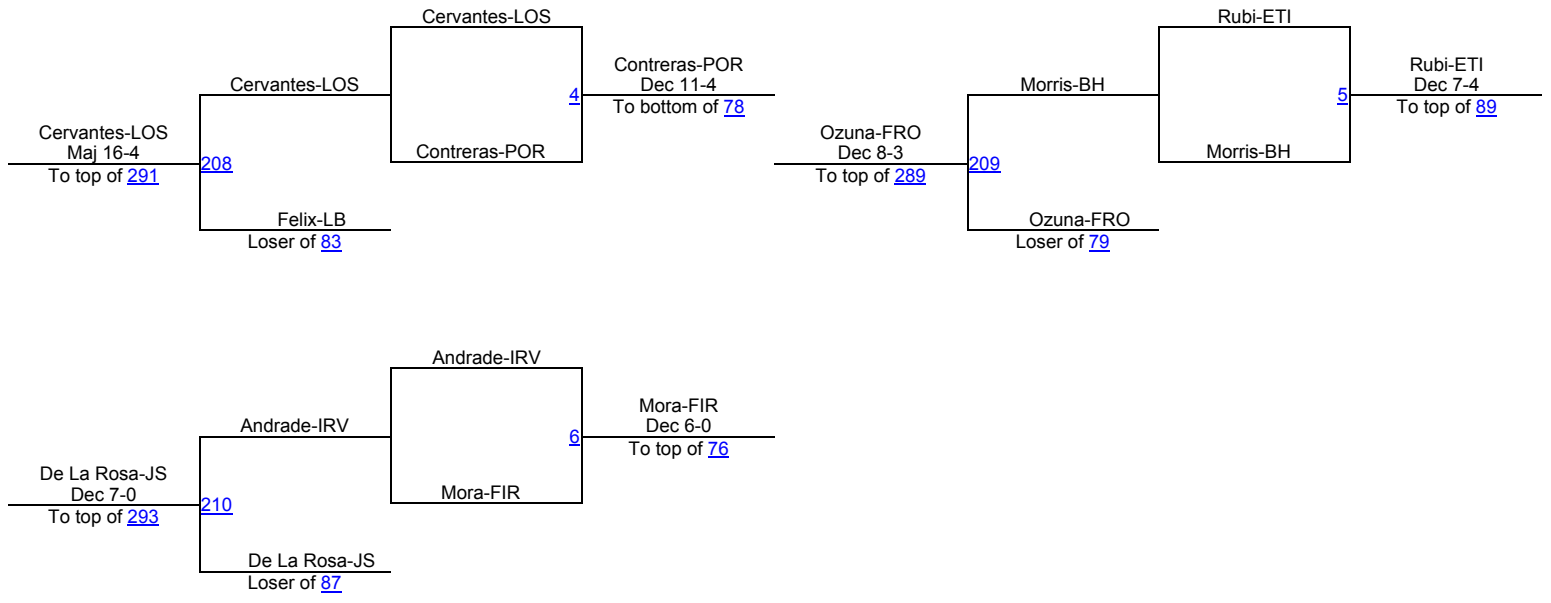 Cervantes-LOS
Contreras-POR
Dec 11-4
4
To bottom of 78
Cervantes-LOS
Contreras-POR
Cervantes-LOS
Maj 16-4
208
To top of 291
Felix-LB
Loser of 83
Rubi-ETI
Rubi-ETI
Dec 7-4
5
To top of 89
Morris-BH
Morris-BH
Ozuna-FRO
Dec 8-3
209
To top of 289
Ozuna-FRO
Loser of 79
Andrade-IRV
Mora-FIR
Dec 6-0
6
To top of 76
Andrade-IRV
Mora-FIR
De La Rosa-JS
Dec 7-0
210
To top of 293
De La Rosa-JS
Loser of 87